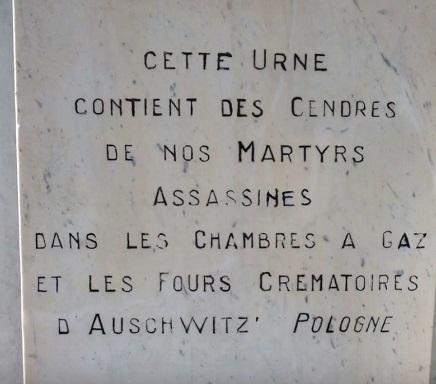 CETTE URNE
CONTIENT DES CENDRES
DE NOS MARTYRS
ASSASSINES
DANS LES CHAMBRES A GAZ
ET LES FOURS CREMATOIRES
D'AUSCHWITZ' POLOGNE